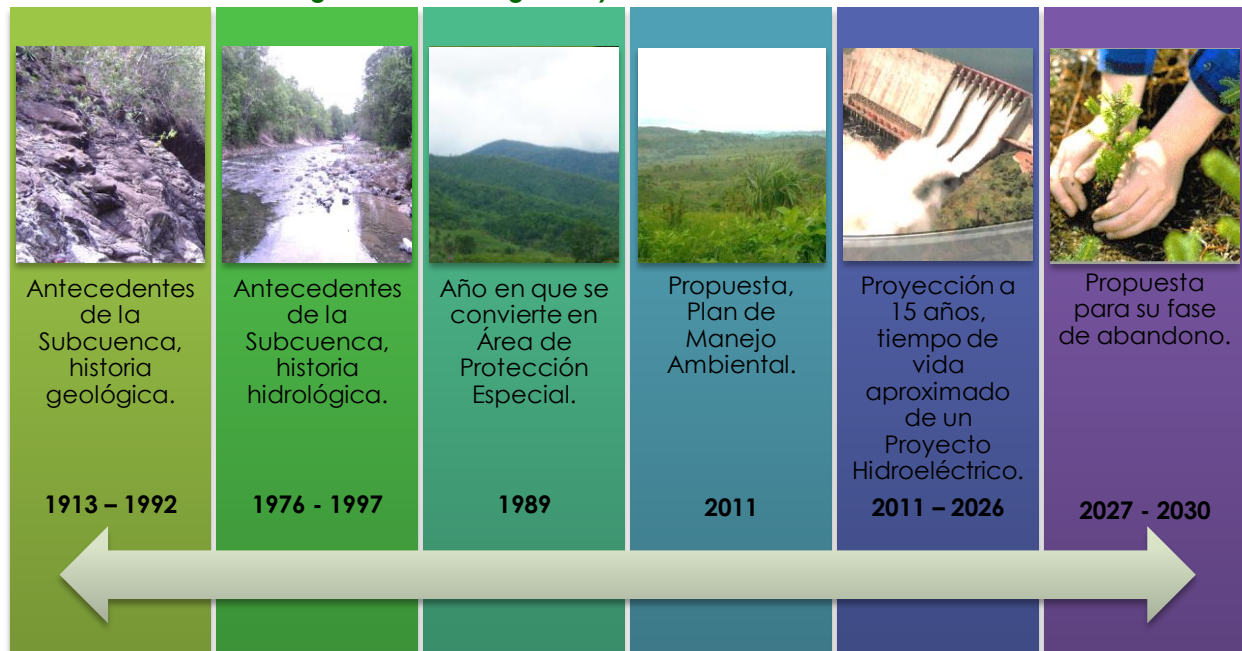 Antecedentes
de la
Subcuenca,
historia
geológica.
1913 – 1992
Antecedentes
de la
Subcuenca,
historia
hidrológica.
1976 - 1997
Año en que se
convierte en
Área de
Protección
Especial.
1989
Propuesta,
Plan de
Manejo
Ambiental.
2011
Proyección a
15 años,
tiempo de
vida
aproximado
de un
Proyecto
Hidroeléctrico.
2011 – 2026
Propuesta
para su fase
de abandono.
2027 - 2030